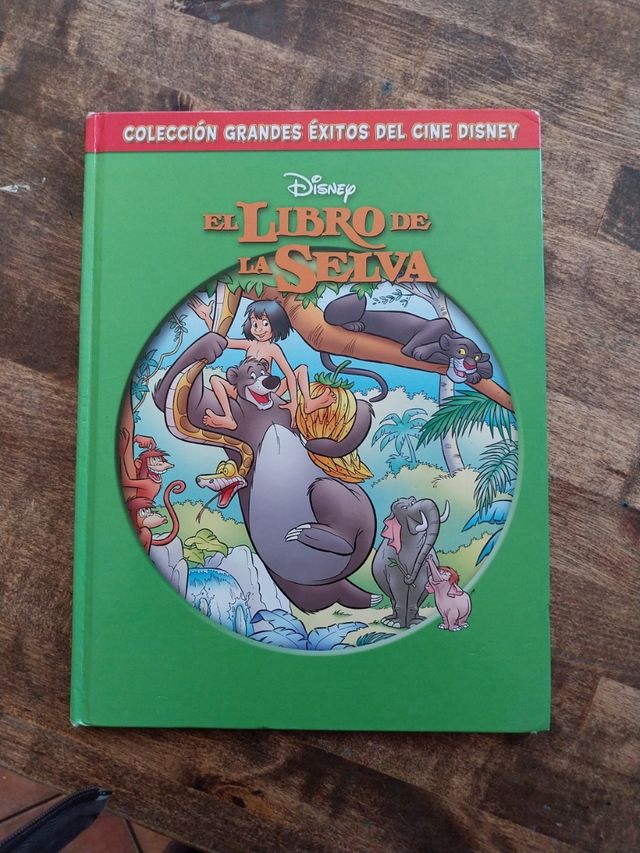 COLECCIÓN GRANDES ÉXITOS DEL CINE DISNEY
DISNEY
EL LIBRO DE
LA SELVA